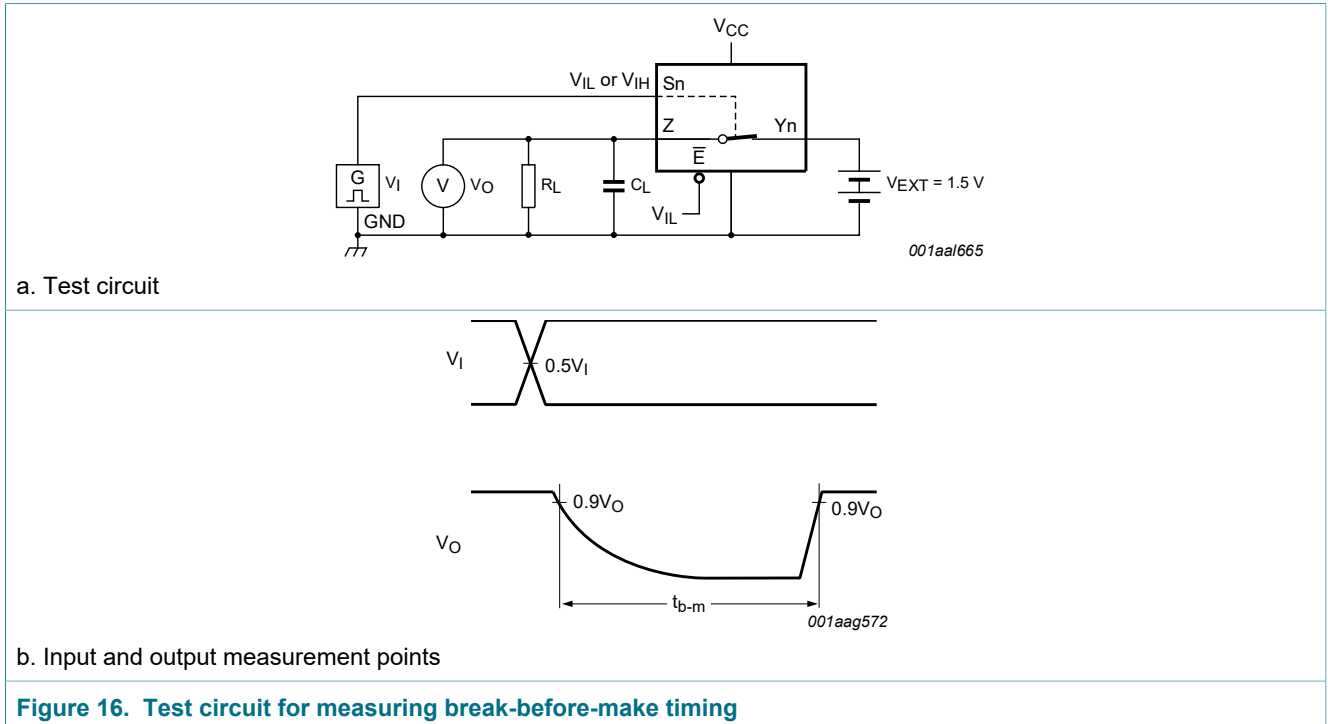 VCC
VIL or VIH Sn
Z Yn
E
G VI V VO RL CL VEXT = 1.5 V
VIL
GND
001aal665
a. Test circuit
VI 0.5VI
0.9VO 0.9VO
VO
tb-m
001aag572
b. Input and output measurement points
Figure 16. Test circuit for measuring break-before-make timing